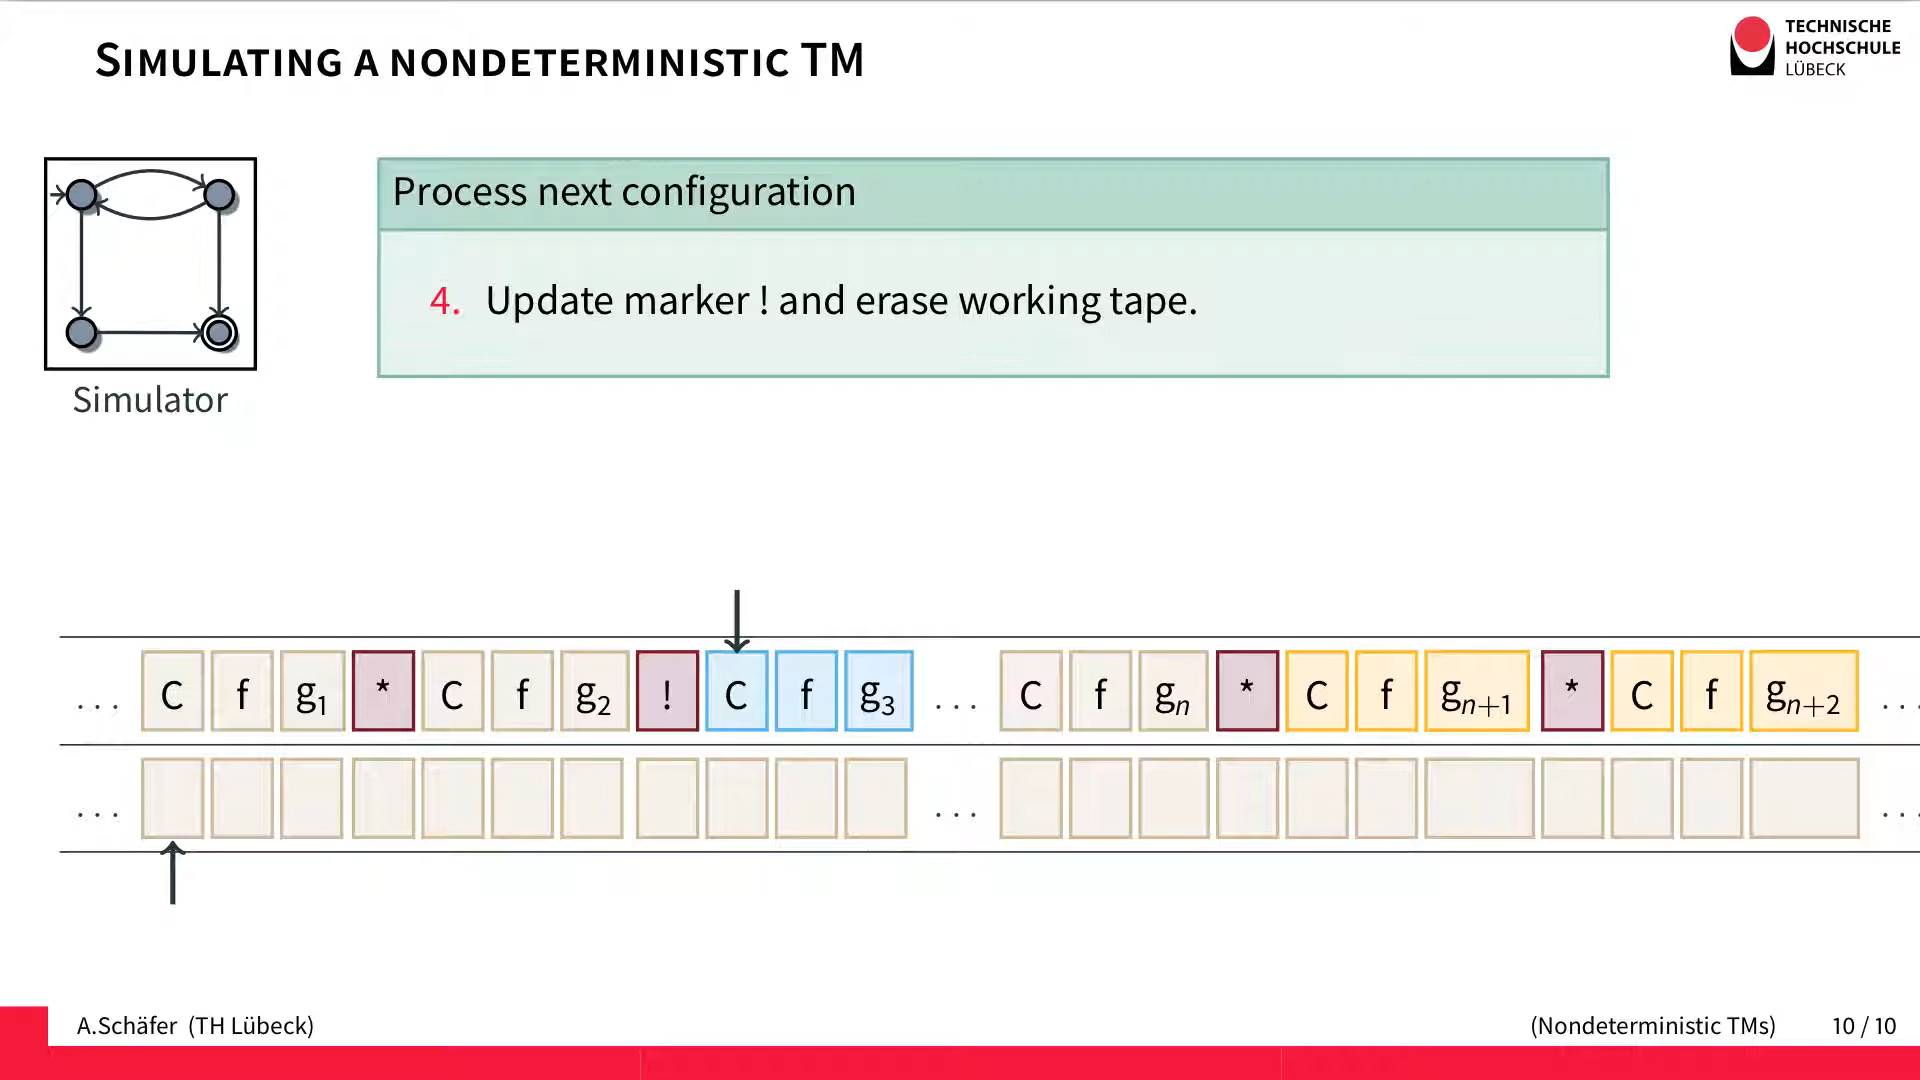 SIMULATING A NONDETERMINISTIC TM
TECHNISCHE
HOCHSCHULE
LÜBECK
Process next configuration
4. Update marker ! and erase working tape.
Simulator
... C f g₁ * C f g₂ ! C f g₃ ... C f gₙ * C f gₙ₊₁ * C f gₙ₊₂ ...
... ... ...
A.Schäfer (TH Lübeck)
(Nondeterministic TMs) 10 / 10